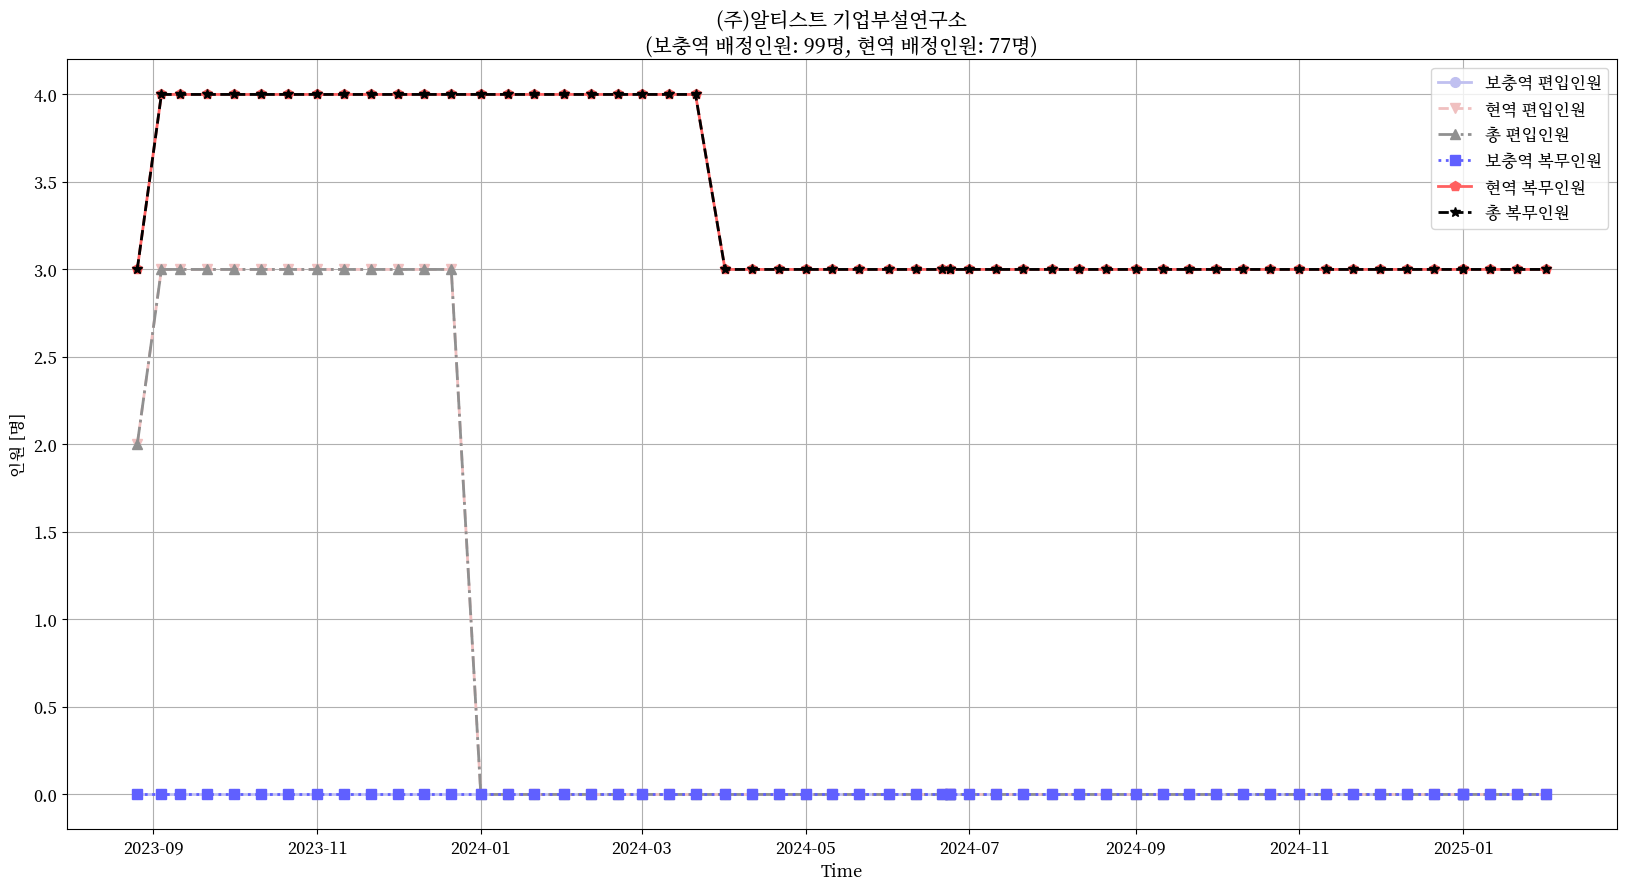 (주)알티스트 기업부설연구소
(보충역 배정인원: 99명, 현역 배정인원: 77명)
보충역 편입인원
현역 편입인원
총 편입인원
보충역 복무인원
현역 복무인원
총 복무인원
인원 [명]
4.0
3.5
3.0
2.5
2.0
1.5
1.0
0.5
0.0
2023-09 2023-11 2024-01 2024-03 2024-05 2024-07 2024-09 2024-11 2025-01
Time